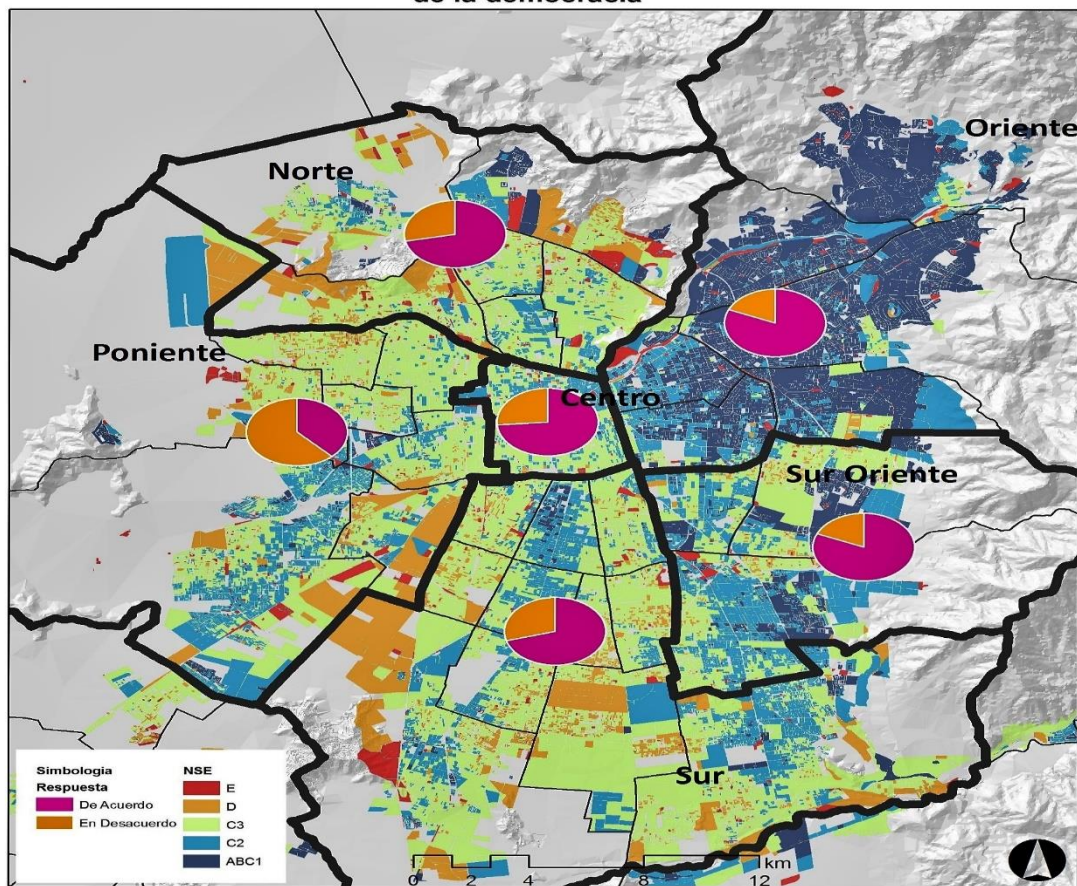 de la democracia
Oriente
Norte
Poniente
Centro
Sur Oriente
Sur
Simbologia
Respuesta
De Acuerdo
En Desacuerdo
NSE
E
D
C3
C2
ABC1
km
0 2 4 8 12